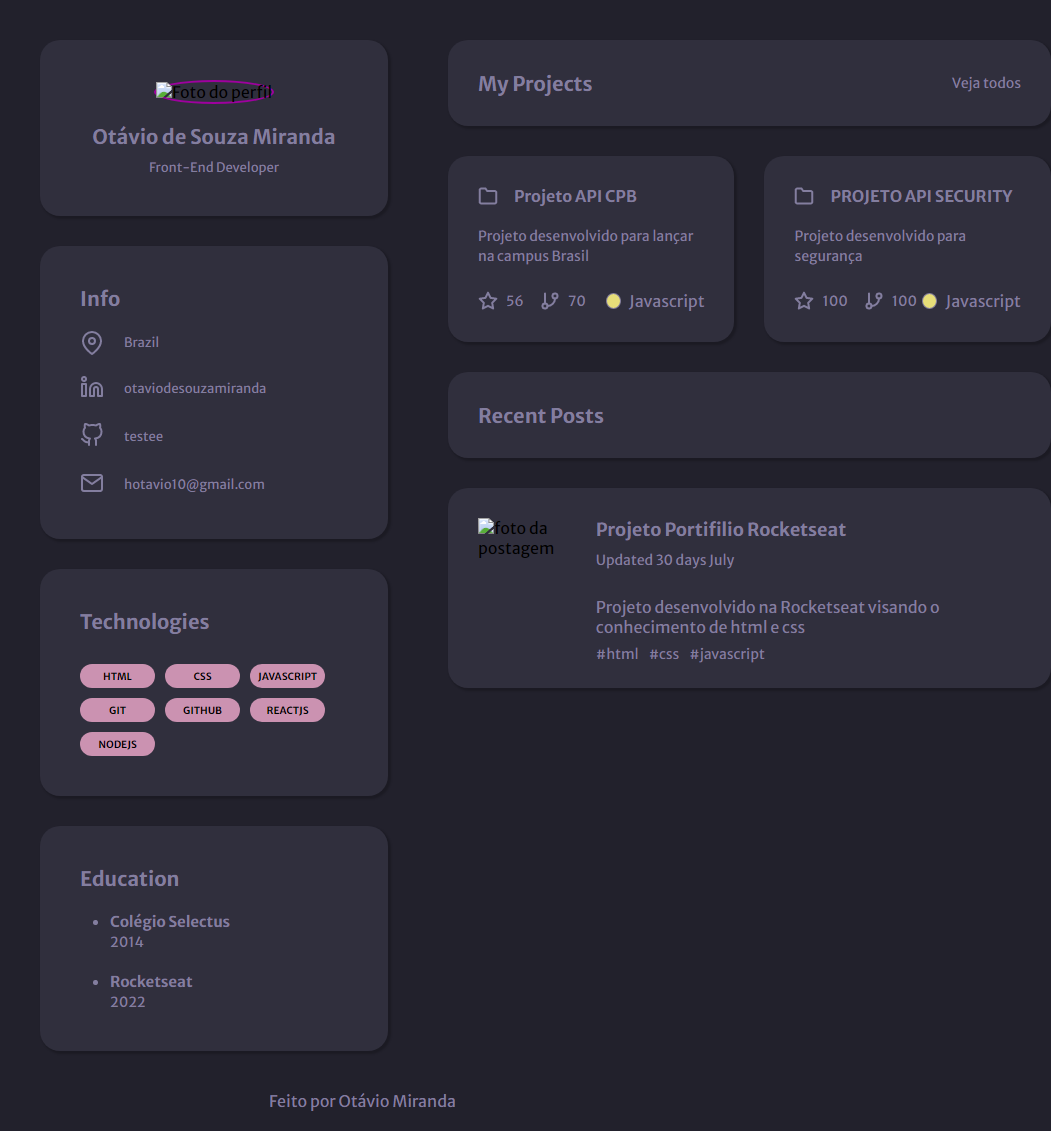 Foto do perfil
Otávio de Souza Miranda
Front-End Developer
Info
Brazil
otaviodesouzamiranda
testee
hotavio10@gmail.com
Technologies
HTML CSS JAVASCRIPT
GIT GITHUB REACTJS
NODEJS
Education
Colégio Selectus
2014
Rocketseat
2022
My Projects Veja todos
Projeto API CPB
Projeto desenvolvido para lançar
na campus Brasil
56 70 Javascript
PROJETO API SECURITY
Projeto desenvolvido para
segurança
100 100 Javascript
Recent Posts
foto da
postagem
Projeto Portifilio Rocketseat
Updated 30 days July
Projeto desenvolvido na Rocketseat visando o
conhecimento de html e css
#html #css #javascript
Feito por Otávio Miranda